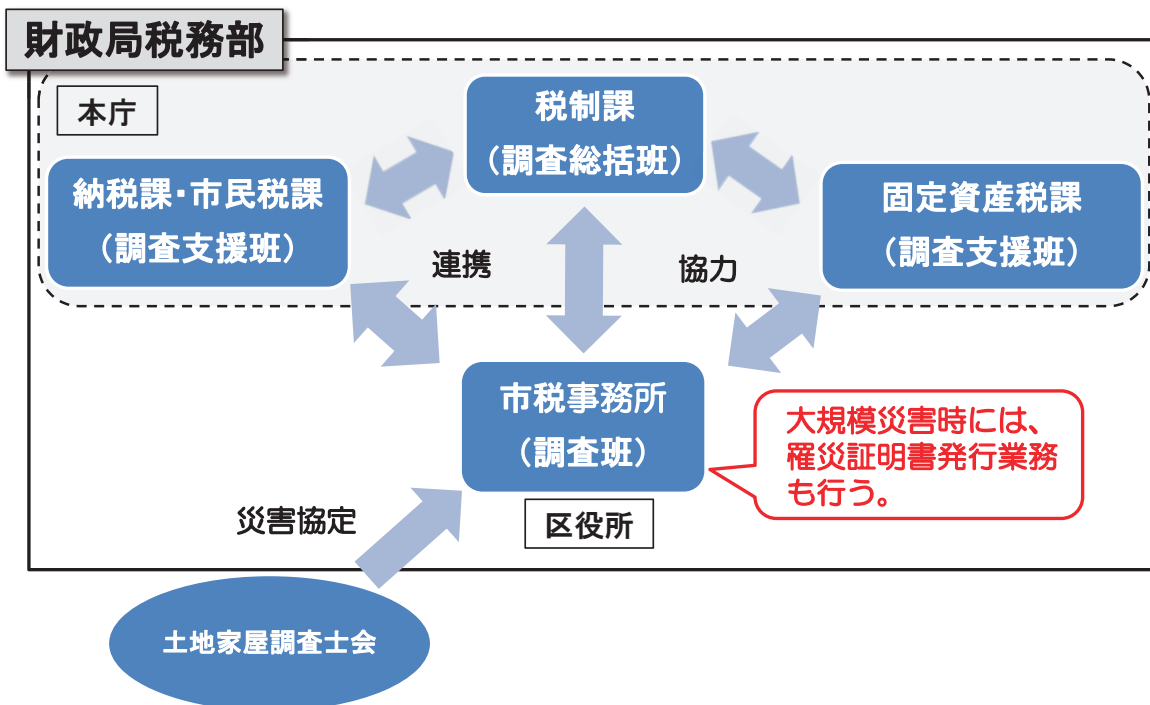 財政局税務部
本庁
税制課
（調査総括班）
納税課・市民税課
（調査支援班）
固定資産税課
（調査支援班）
連携
協力
市税事務所
（調査班）
大規模災害時には、
罹災証明書発行業務
も行う。
災害協定
区役所
土地家屋調査士会